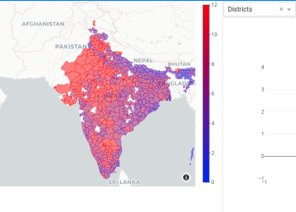 AFGHANISTAN
PAKISTAN
NEPAL
BHUTAN
SRI LANKA
12
10
8
6
4
2
0
Districts
4
3
2
1
0
−1
−1